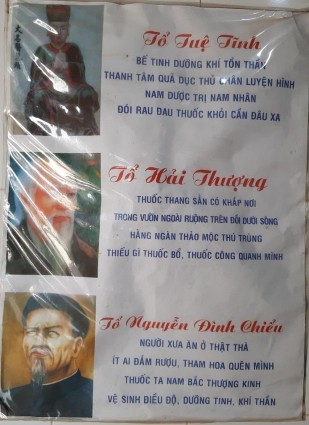 Tổ Tuệ Tĩnh
BẾ TINH DƯỠNG KHÍ TỒN THẦN
THANH TÂM QUẢ DỤC THỦ CHÂN LUYỆN HÌNH
NAM DƯỢC TRỊ NAM NHÂN
ĐÓI RAU ĐAU THUỐC KHỎI CẦN ĐÂU XA
Tổ Hải Thượng
THUỐC THANG SẴN CÓ KHẮP NƠI
TRONG VƯỜN NGOÀI RUỘNG TRÊN ĐỒI DƯỚI SÔNG
HÀNG NGÀN THẢO MỘC THÚ TRÙNG
THIẾU GÌ THUỐC BỔ, THUỐC CÔNG QUANH MÌNH
Tổ Nguyễn Đình Chiểu
NGƯỜI XƯA ĂN Ở THẬT THÀ
ÍT AI ĐẮM RƯỢU, THAM HOA QUÊN MÌNH
THUỐC TA NAM BẮC THƯỢNG KINH
VỆ SINH ĐIỀU ĐỘ, DƯỠNG TINH, KHÍ THẦN